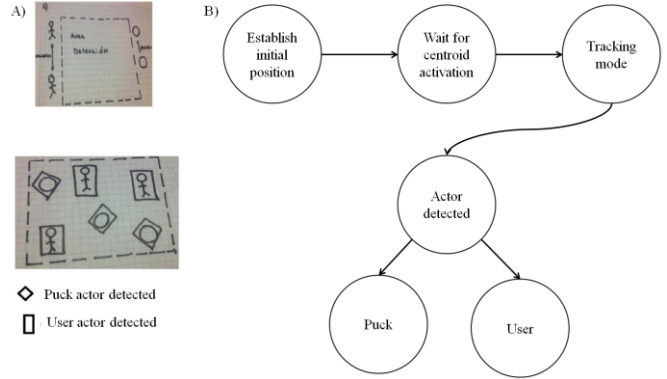 A)
Area
Detección
Puck actor detected
User actor detected
B)
Establish
initial
position
Wait for
centroid
activation
Tracking
mode
Actor
detected
Puck
User